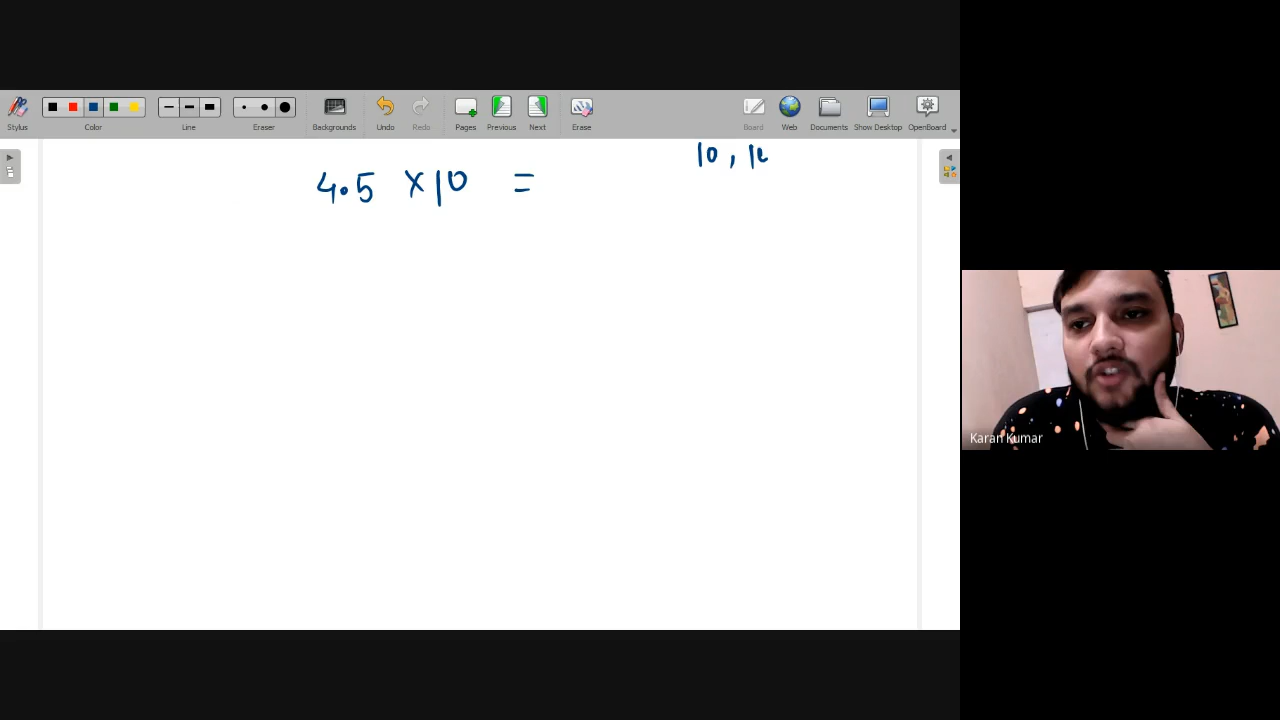 Stylus Color Line Eraser Backgrounds Undo Redo Pages Previous Next Erase Board Web Documents Show Desktop OpenBoard
10,
4.5 × 10 =
Karan Kumar